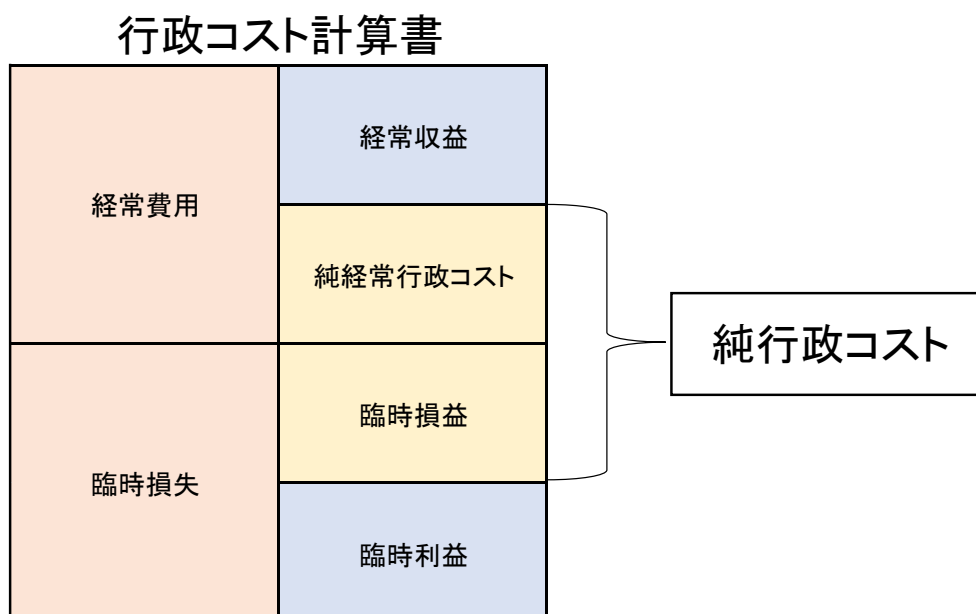 行政コスト計算書
経常費用
経常収益
純経常行政コスト
純行政コスト
臨時損失
臨時損益
臨時利益